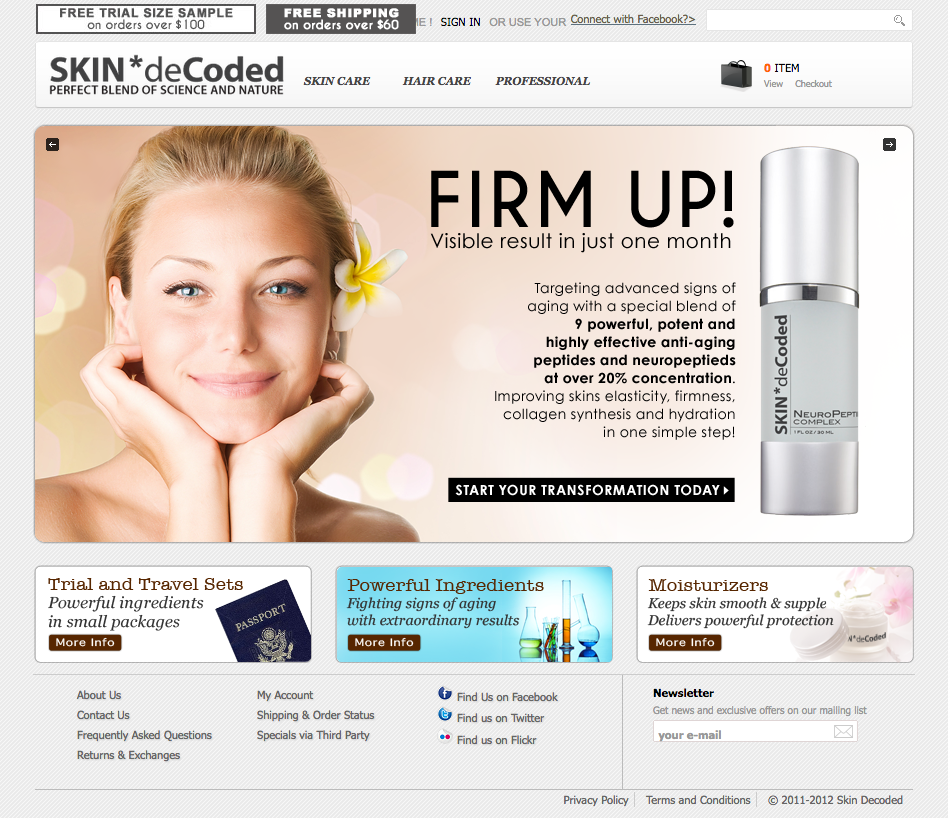 FREE TRIAL SIZE SAMPLE
on orders over $100
FREE SHIPPING
on orders over $60
ME ! SIGN IN OR USE YOUR Connect with Facebook?>
SKIN*deCoded
PERFECT BLEND OF SCIENCE AND NATURE
SKIN CARE HAIR CARE PROFESSIONAL
0 ITEM
View Checkout
FIRM UP!
Visible result in just one month
Targeting advanced signs of
aging with a special blend of
9 powerful, potent and
highly effective anti-aging
peptides and neuropeptieds
at over 20% concentration.
Improving skins elasticity, firmness,
collagen synthesis and hydration
in one simple step!
START YOUR TRANSFORMATION TODAY
SKIN*deCoded
NEUROPEPTI
COMPLEX
1 FL OZ/30 ML
Trial and Travel Sets
Powerful ingredients
in small packages
More Info
PASSPORT
Powerful Ingredients
Fighting signs of aging
with extraordinary results
More Info
Moisturizers
Keeps skin smooth & supple
Delivers powerful protection
More Info
N*deCoded
About Us
Contact Us
Frequently Asked Questions
Returns & Exchanges
My Account
Shipping & Order Status
Specials via Third Party
Find Us on Facebook
Find us on Twitter
Find us on Flickr
Newsletter
Get news and exclusive offers on our mailing list
your e-mail
Privacy Policy Terms and Conditions © 2011-2012 Skin Decoded